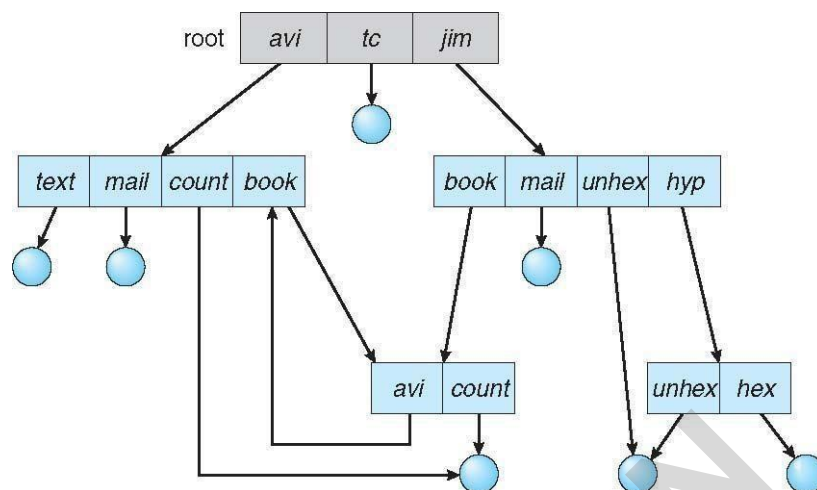 root avi tc jim
text mail count book
book mail unhex hyp
avi count
unhex hex